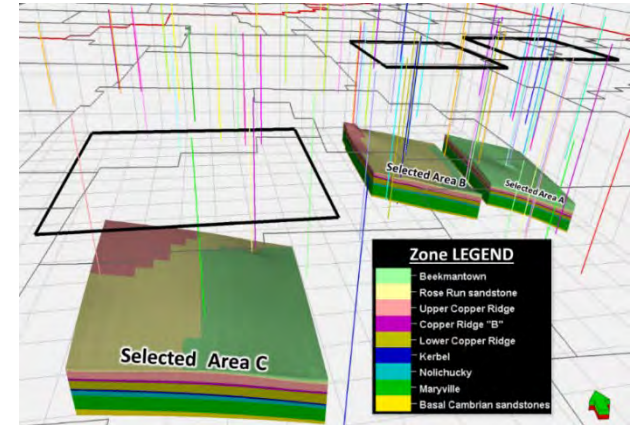 Selected Area B
Selected Area A
Selected Area C
Zone LEGEND
Beekmantown
Rose Run sandstone
Upper Copper Ridge
Copper Ridge "B"
Lower Copper Ridge
Kerbel
Nolichucky
Maryville
Basal Cambrian sandstones